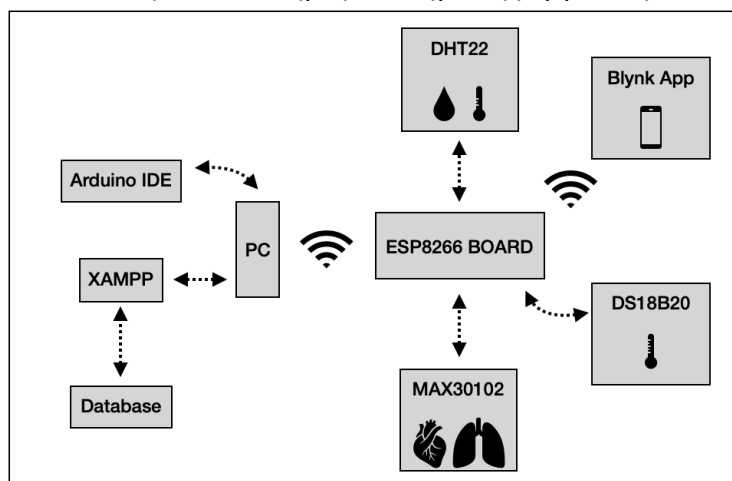 DHT22
Blynk App
Arduino IDE
PC
ESP8266 BOARD
XAMPP
DS18B20
MAX30102
Database